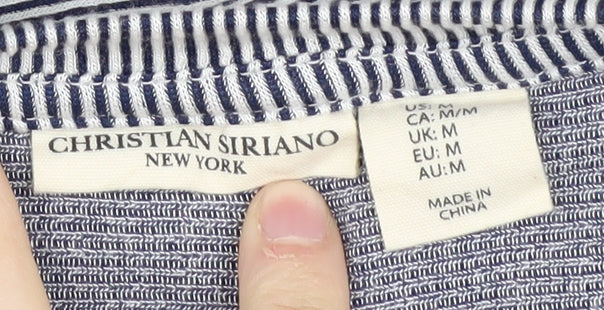 CHRISTIAN SIRIANO
NEW YORK
US: M
CA: M/M
UK: M
EU: M
AU: M
MADE IN
CHINA